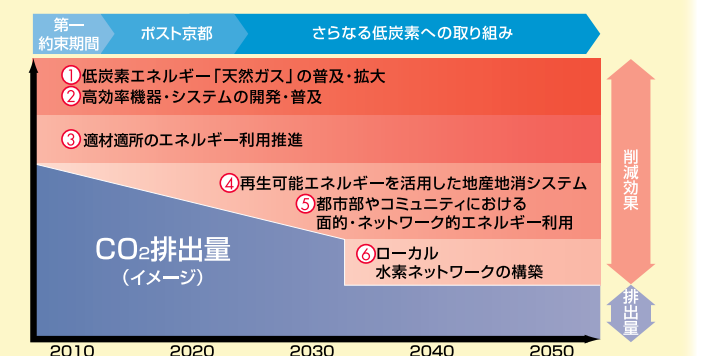 第一
約束期間
ポスト京都
さらなる低炭素への取り組み
①低炭素エネルギー「天然ガス」の普及・拡大
②高効率機器・システムの開発・普及
③適材適所のエネルギー利用推進
④再生可能エネルギーを活用した地産地消システム
⑤都市部やコミュニティにおける
面的・ネットワーク的エネルギー利用
⑥ローカル
水素ネットワークの構築
CO2排出量
（イメージ）
削減効果
排出量
2010 2020 2030 2040 2050